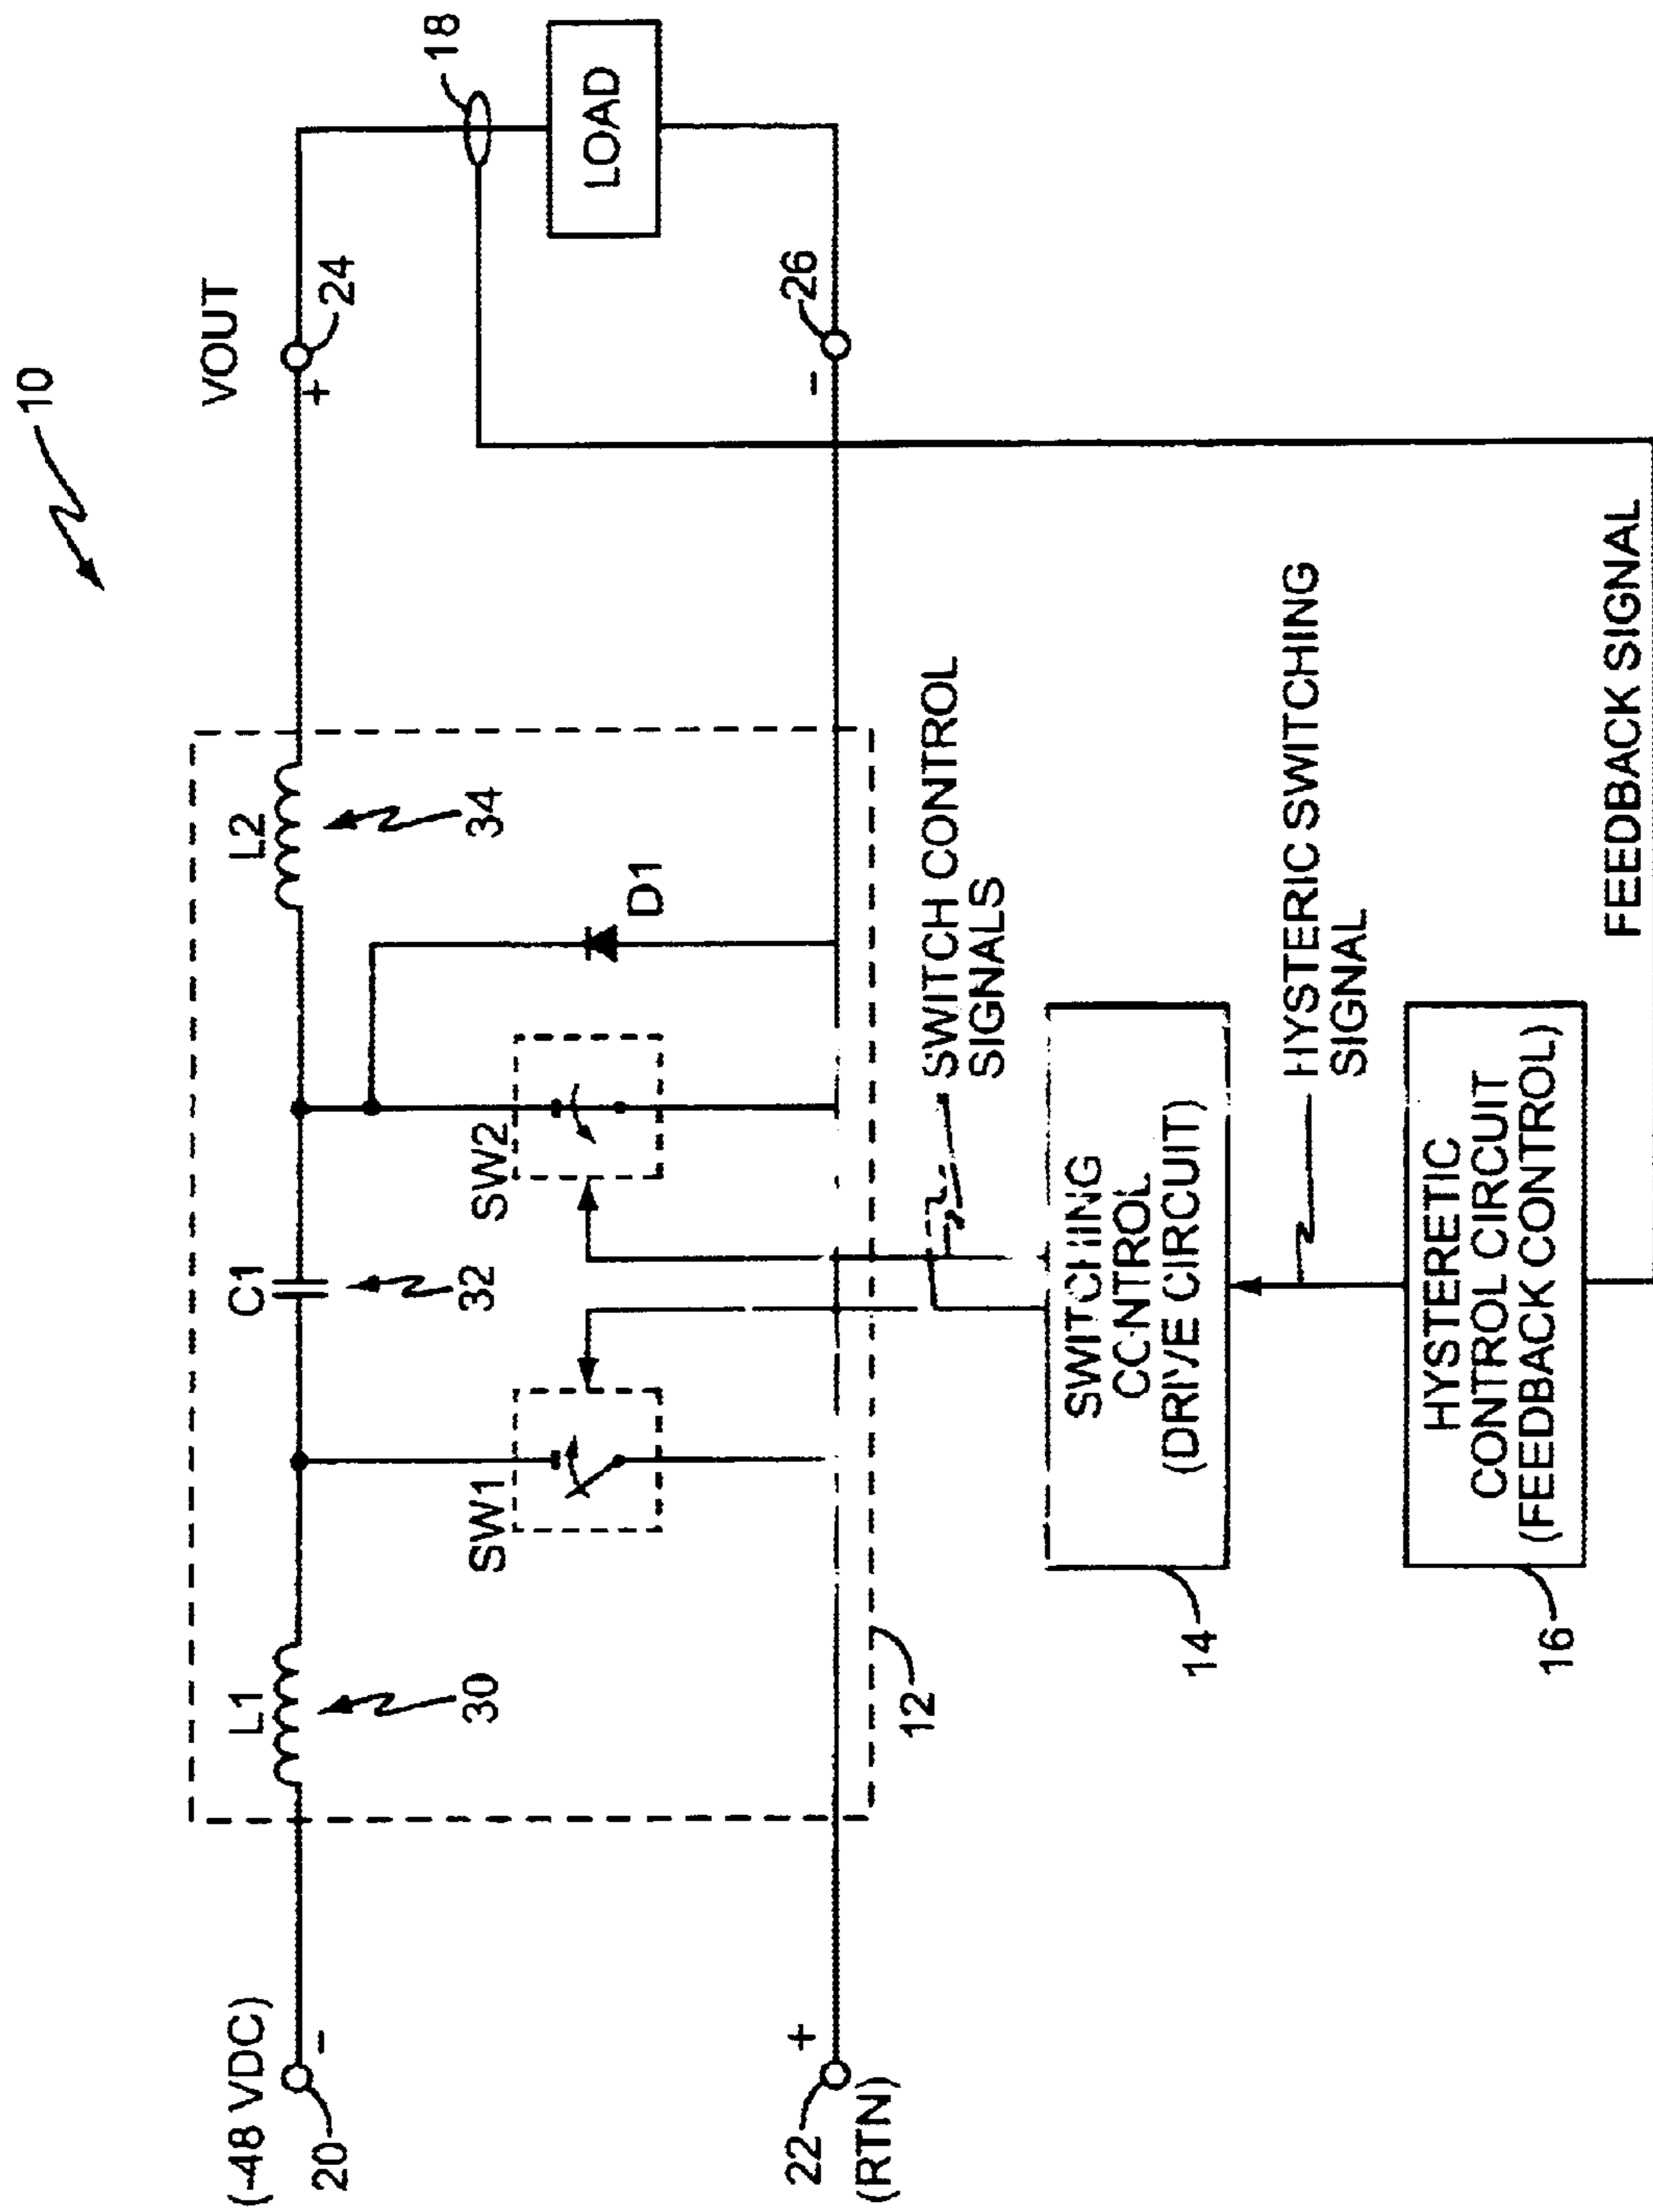 10
(-48 VDC)
20
-
L1
30
C1
32
L2
34
VOUT
24
+
18
LOAD
SW1
SW2
D1
22
+
(RTN)
12
-
26
SWITCH CONTROL
SIGNALS
14
SWITCHING
CONTROL
(DRIVE CIRCUIT)
HYSTERIC SWITCHING
SIGNAL
16
HYSTERETIC
CONTROL CIRCUIT
(FEEDBACK CONTROL)
FEEDBACK SIGNAL